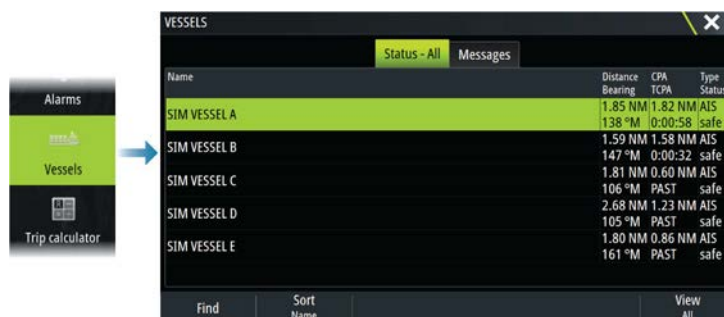 VESSELS
Status - All Messages
Name Distance CPA Type
Bearing TCPA Status
SIM VESSEL A 1.85 NM 1.82 NM AIS
138 °M 0:00:58 safe
SIM VESSEL B 1.59 NM 1.58 NM AIS
147 °M 0:00:32 safe
SIM VESSEL C 1.81 NM 0.60 NM AIS
106 °M PAST safe
SIM VESSEL D 2.68 NM 1.23 NM AIS
105 °M PAST safe
SIM VESSEL E 1.80 NM 0.86 NM AIS
161 °M PAST safe
Find Sort View
Name All
Alarms
Vessels
Trip calculator